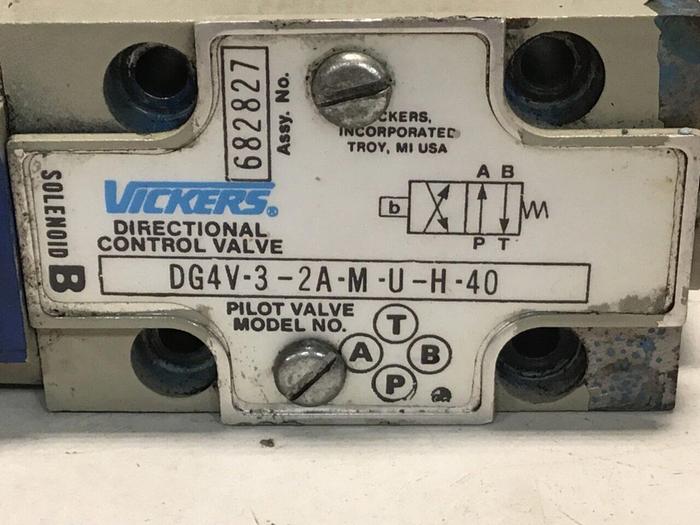 682827
Assy. No.
VICKERS,
INCORPORATED
TROY, MI USA
SOLENOID B
VICKERS®
DIRECTIONAL
CONTROL VALVE
b
A B
P T
DG4V-3-2A-M-U-H-40
PILOT VALVE
MODEL NO.
T
A B
P